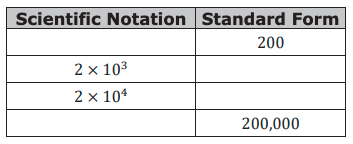 Scientific Notation Standard Form
200
2 × 10³
2 × 10⁴
200,000